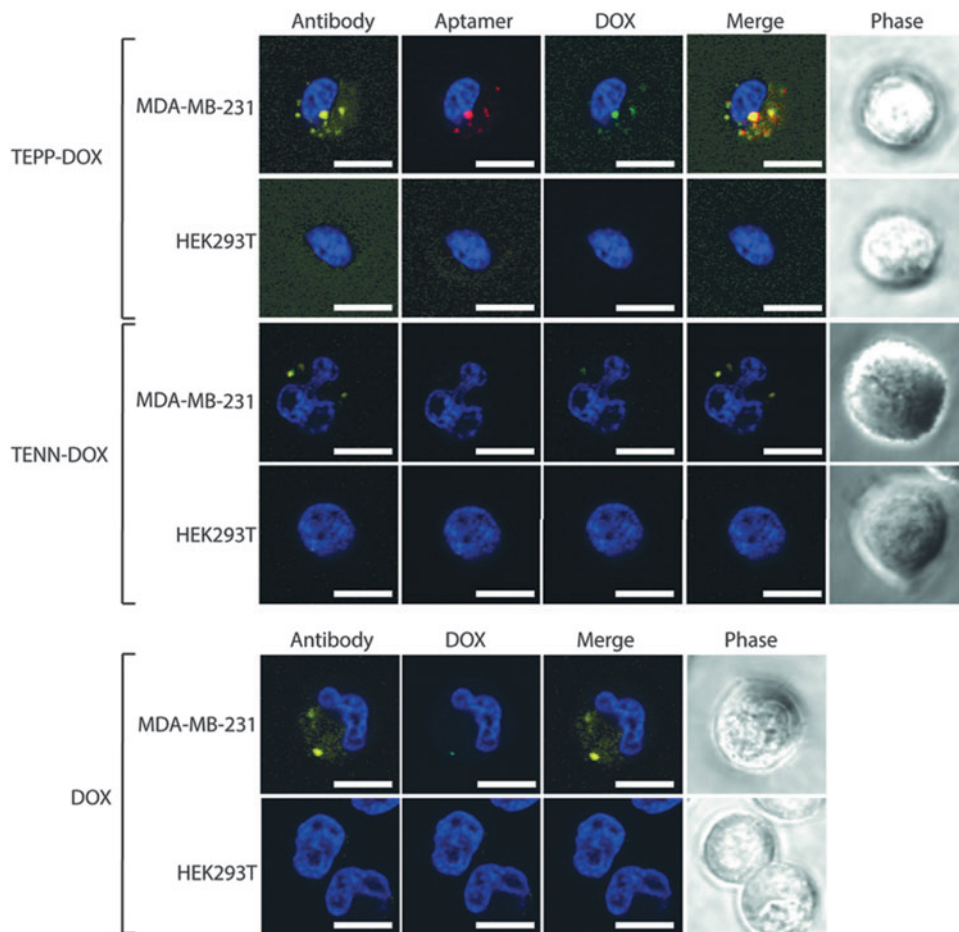 Antibody Aptamer DOX Merge Phase
MDA-MB-231
TEPP-DOX
HEK293T
MDA-MB-231
TENN-DOX
HEK293T
Antibody DOX Merge Phase
MDA-MB-231
DOX
HEK293T